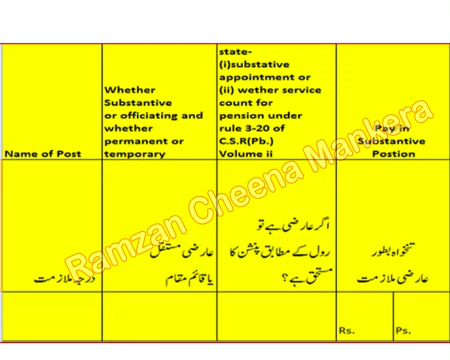 Name of Post
Whether
Substantive
or officiating and
whether
permanent or
temporary
state-
(i)substative
appointment or
(ii) wether service
count for
pension under
rule 3-20 of
C.S.R(Pb.)
Volume ii
Pay in
Substantive
Postion
درجہ ملازمت
عارضی مستقل
یا قائم مقام
اگر عارضی ہے تو
رول کے مطابق پنشن کا
مستحق ہے؟
تنخواہ بطور
عارضی ملازمت
Rs.
Ps.
Ramzan Cheena Mankera